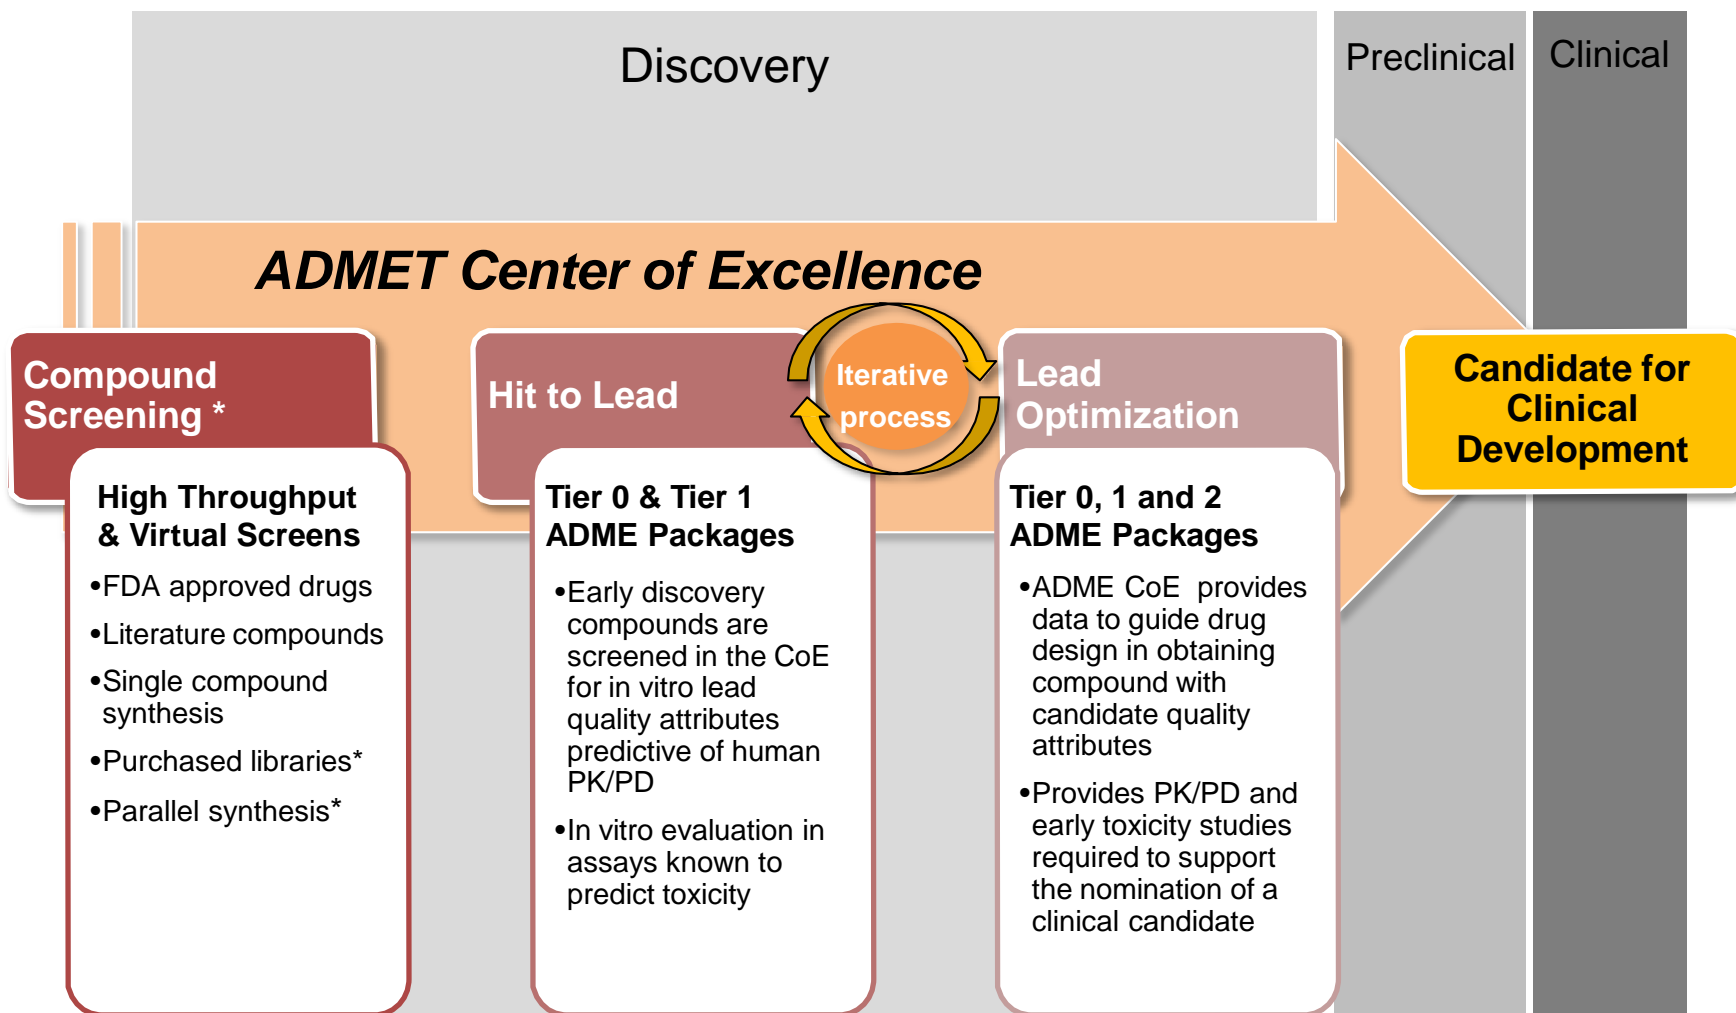 Discovery
Preclinical
Clinical
ADMET Center of Excellence
Compound
Screening *
High Throughput
& Virtual Screens
•FDA approved drugs
•Literature compounds
•Single compound
synthesis
•Purchased libraries*
•Parallel synthesis*
Hit to Lead
Tier 0 & Tier 1
ADME Packages
•Early discovery
compounds are
screened in the CoE
for in vitro lead
quality attributes
predictive of human
PK/PD
•In vitro evaluation in
assays known to
predict toxicity
Iterative
process
Lead
Optimization
Tier 0, 1 and 2
ADME Packages
•ADME CoE provides
data to guide drug
design in obtaining
compound with
candidate quality
attributes
•Provides PK/PD and
early toxicity studies
required to support
the nomination of a
clinical candidate
Candidate for
Clinical
Development